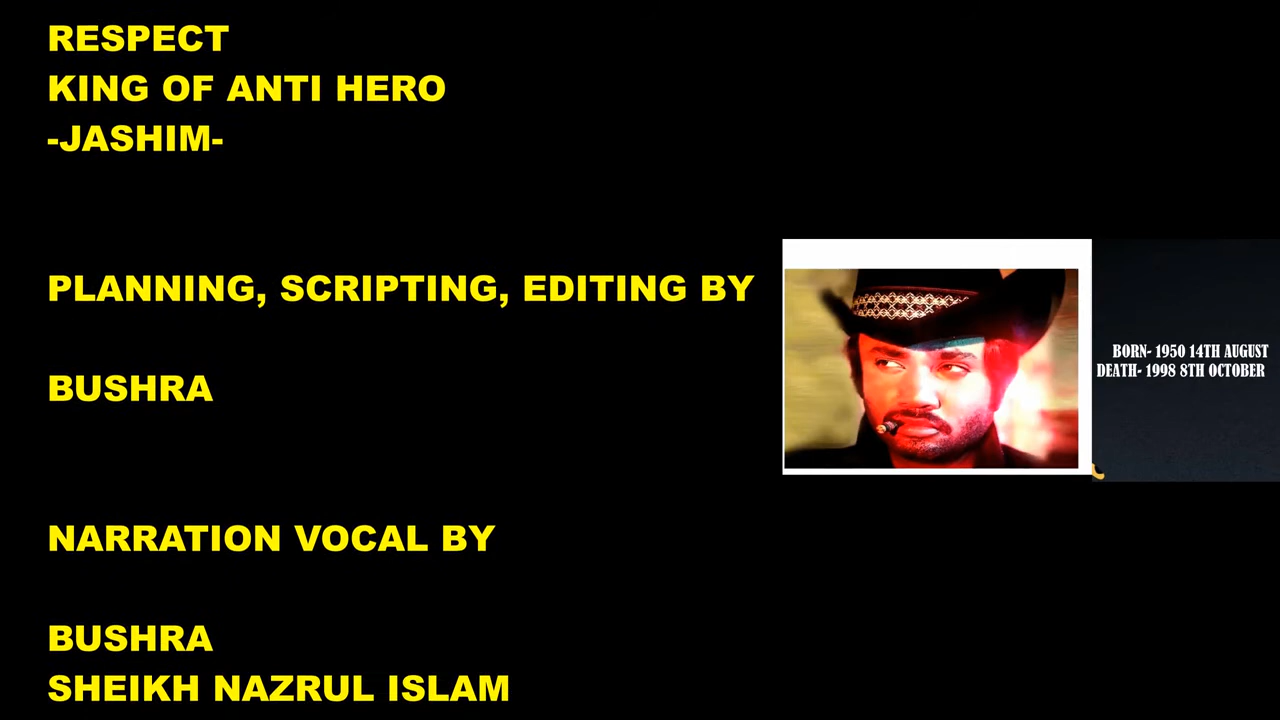 RESPECT
KING OF ANTI HERO
-JASHIM-
PLANNING, SCRIPTING, EDITING BY
BUSHRA
BORN- 1950 14TH AUGUST
DEATH- 1998 8TH OCTOBER
NARRATION VOCAL BY
BUSHRA
SHEIKH NAZRUL ISLAM